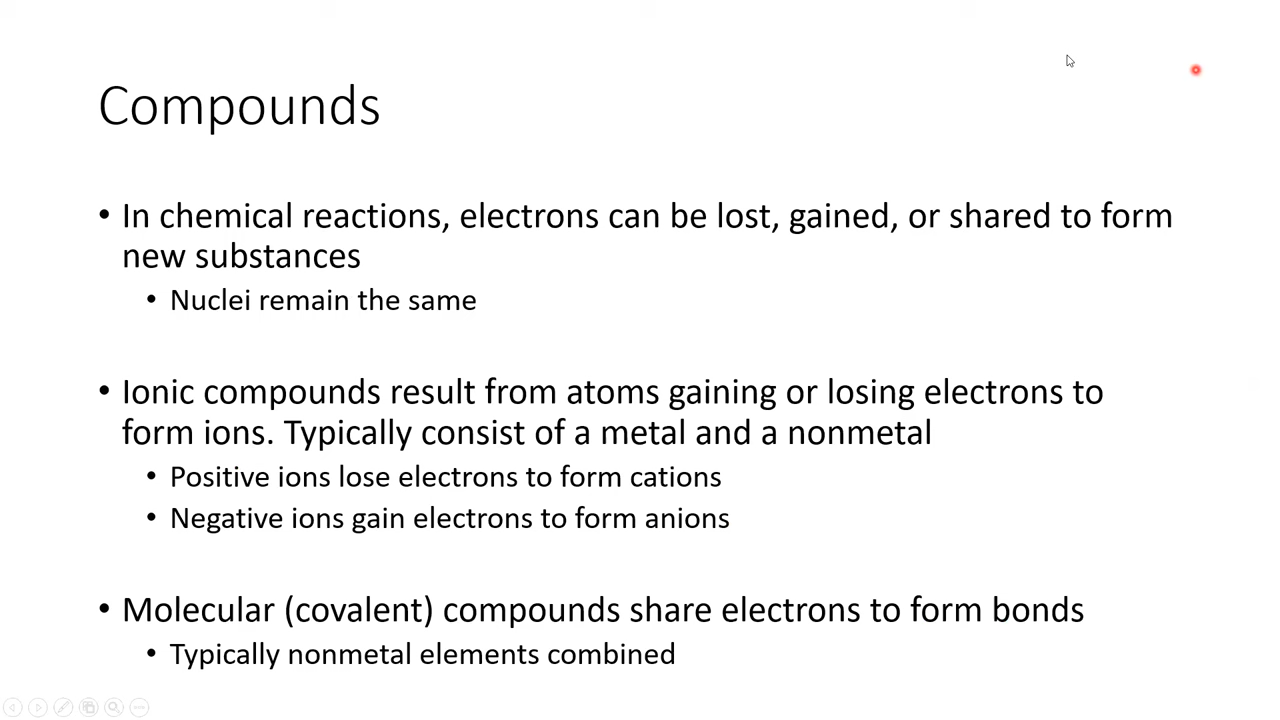 Compounds
• In chemical reactions, electrons can be lost, gained, or shared to form
new substances
• Nuclei remain the same
• Ionic compounds result from atoms gaining or losing electrons to
form ions. Typically consist of a metal and a nonmetal
• Positive ions lose electrons to form cations
• Negative ions gain electrons to form anions
• Molecular (covalent) compounds share electrons to form bonds
• Typically nonmetal elements combined